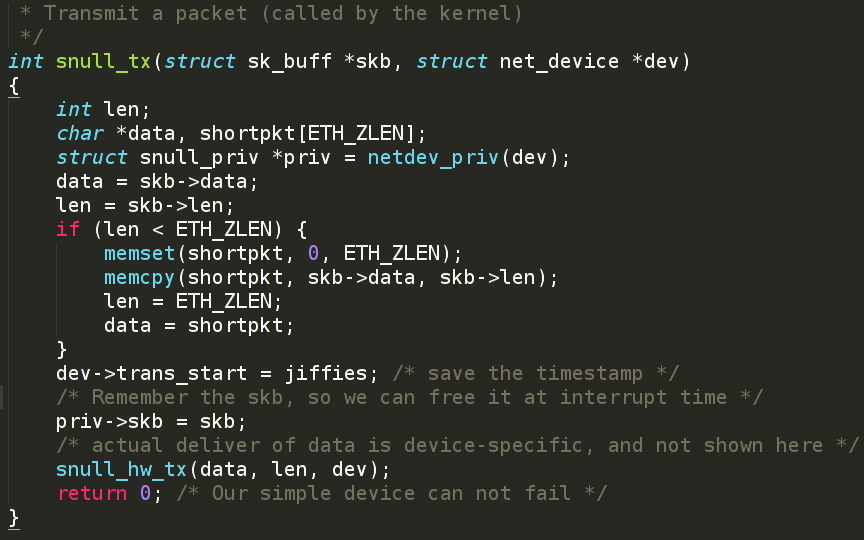 * Transmit a packet (called by the kernel)
*/
int snull_tx(struct sk_buff *skb, struct net_device *dev)
{
int len;
char *data, shortpkt[ETH_ZLEN];
struct snull_priv *priv = netdev_priv(dev);
data = skb->data;
len = skb->len;
if (len < ETH_ZLEN) {
memset(shortpkt, 0, ETH_ZLEN);
memcpy(shortpkt, skb->data, skb->len);
len = ETH_ZLEN;
data = shortpkt;
}
dev->trans_start = jiffies; /* save the timestamp */
/* Remember the skb, so we can free it at interrupt time */
priv->skb = skb;
/* actual deliver of data is device-specific, and not shown here */
snull_hw_tx(data, len, dev);
return 0; /* Our simple device can not fail */
}